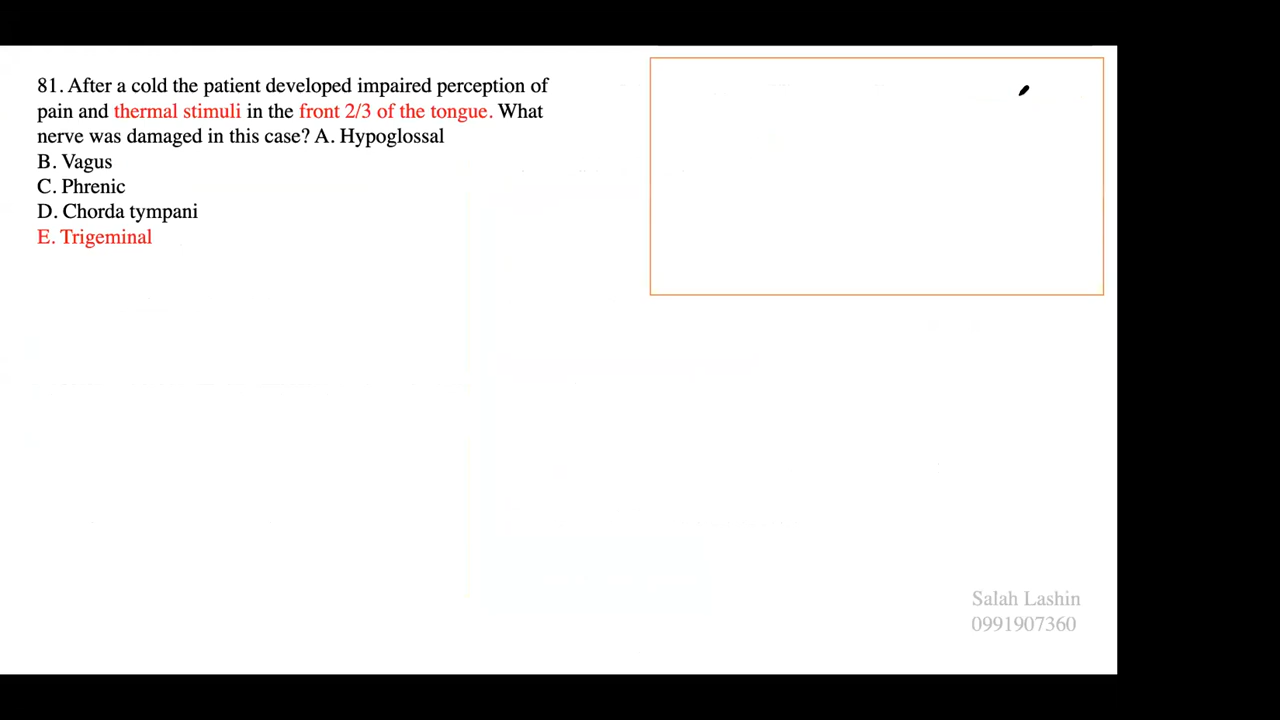 81. After a cold the patient developed impaired perception of
pain and thermal stimuli in the front 2/3 of the tongue. What
nerve was damaged in this case? A. Hypoglossal
B. Vagus
C. Phrenic
D. Chorda tympani
E. Trigeminal
Salah Lashin
0991907360